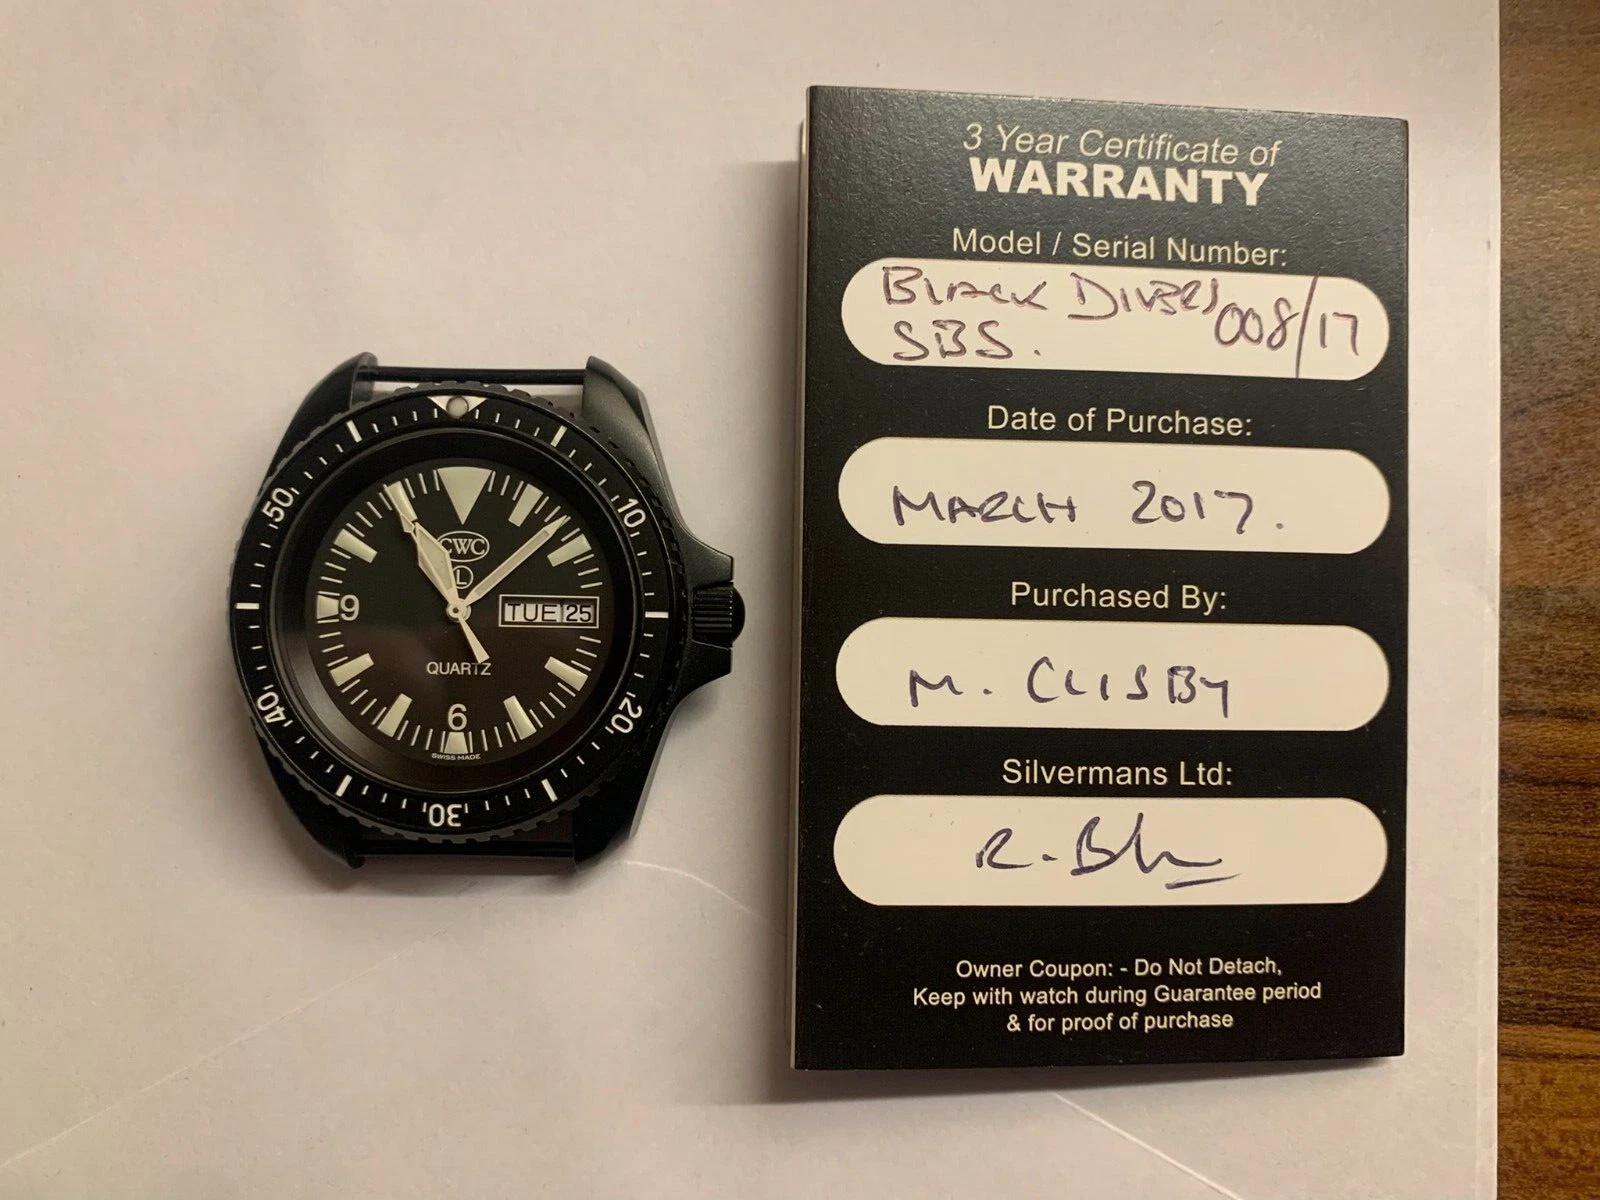 50
10
40
20
30
CWC
L
9
TUE 25
QUARTZ
6
SWISS MADE
3 Year Certificate of
WARRANTY
Model / Serial Number:
BLACK DIVERS 008/17
SBS.
Date of Purchase:
MARCH 2017.
Purchased By:
M. CLISBY
Silvermans Ltd:
Owner Coupon: - Do Not Detach,
Keep with watch during Guarantee period
& for proof of purchase